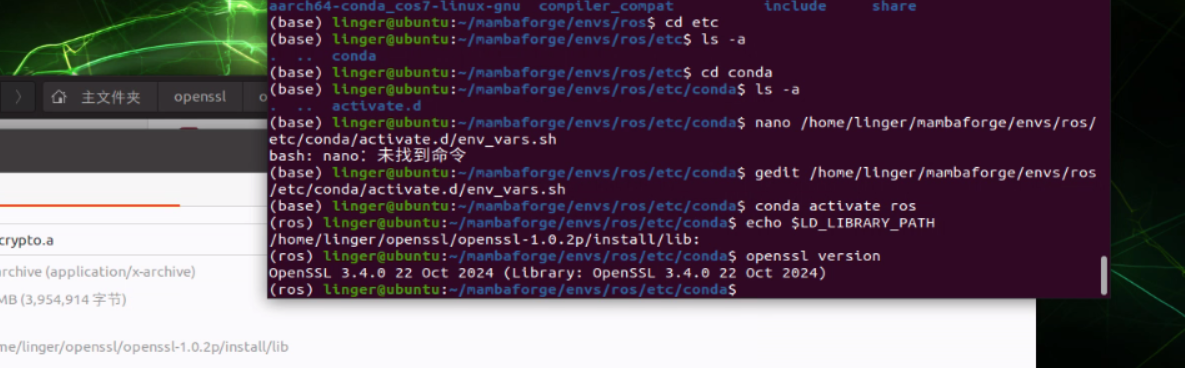 aarch64-conda_cos7-linux-gnu compiler_compat include share
(base) linger@ubuntu:~/mambaforge/envs/ros$ cd etc
(base) linger@ubuntu:~/mambaforge/envs/ros/etc$ ls -a
. .. conda
(base) linger@ubuntu:~/mambaforge/envs/ros/etc$ cd conda
(base) linger@ubuntu:~/mambaforge/envs/ros/etc/conda$ ls -a
. .. activate.d
(base) linger@ubuntu:~/mambaforge/envs/ros/etc/conda$ nano /home/linger/mambaforge/envs/ros/
etc/conda/activate.d/env_vars.sh
bash: nano：未找到命令
(base) linger@ubuntu:~/mambaforge/envs/ros/etc/conda$ gedit /home/linger/mambaforge/envs/ros
/etc/conda/activate.d/env_vars.sh
(base) linger@ubuntu:~/mambaforge/envs/ros/etc/conda$ conda activate ros
(ros) linger@ubuntu:~/mambaforge/envs/ros/etc/conda$ echo $LD_LIBRARY_PATH
/home/linger/openssl/openssl-1.0.2p/install/lib:
(ros) linger@ubuntu:~/mambaforge/envs/ros/etc/conda$ openssl version
OpenSSL 3.4.0 22 Oct 2024 (Library: OpenSSL 3.4.0 22 Oct 2024)
(ros) linger@ubuntu:~/mambaforge/envs/ros/etc/conda$
主文件夹 openssl o
crypto.a
archive (application/x-archive)
MB (3,954,914 字节)
me/linger/openssl/openssl-1.0.2p/install/lib